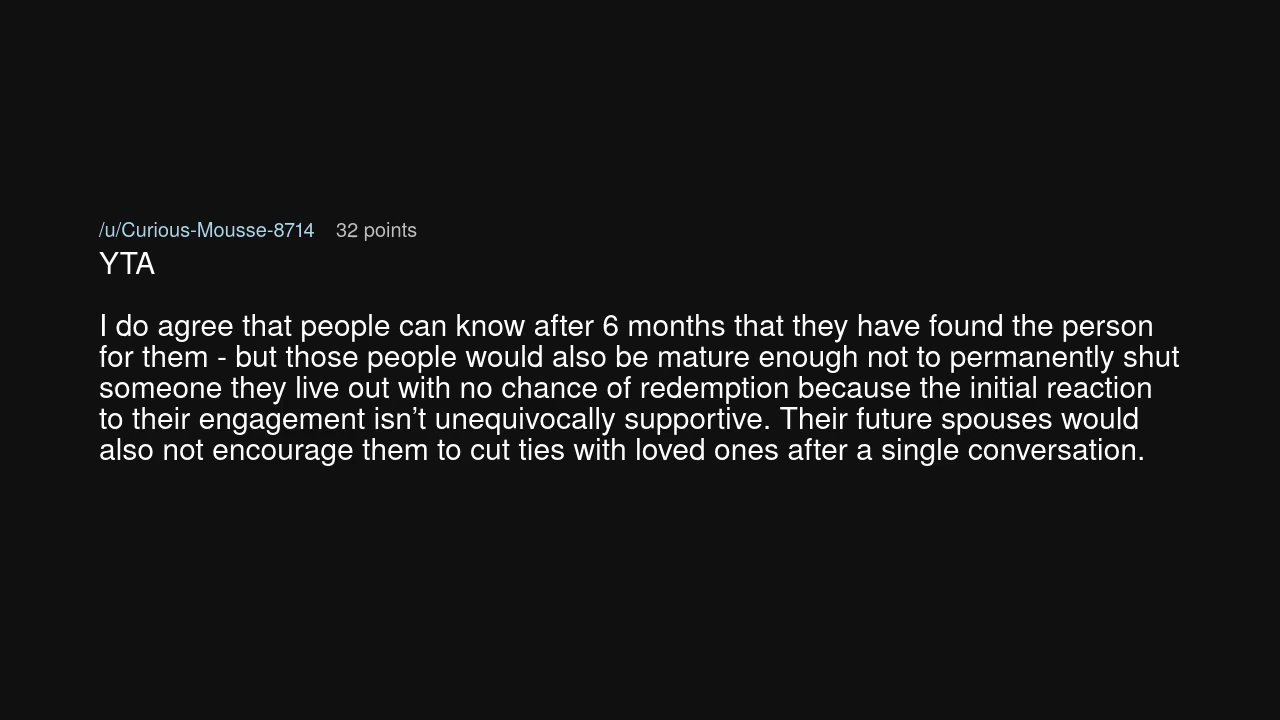 /u/Curious-Mousse-8714 32 points
YTA
I do agree that people can know after 6 months that they have found the person
for them - but those people would also be mature enough not to permanently shut
someone they live out with no chance of redemption because the initial reaction
to their engagement isn’t unequivocally supportive. Their future spouses would
also not encourage them to cut ties with loved ones after a single conversation.